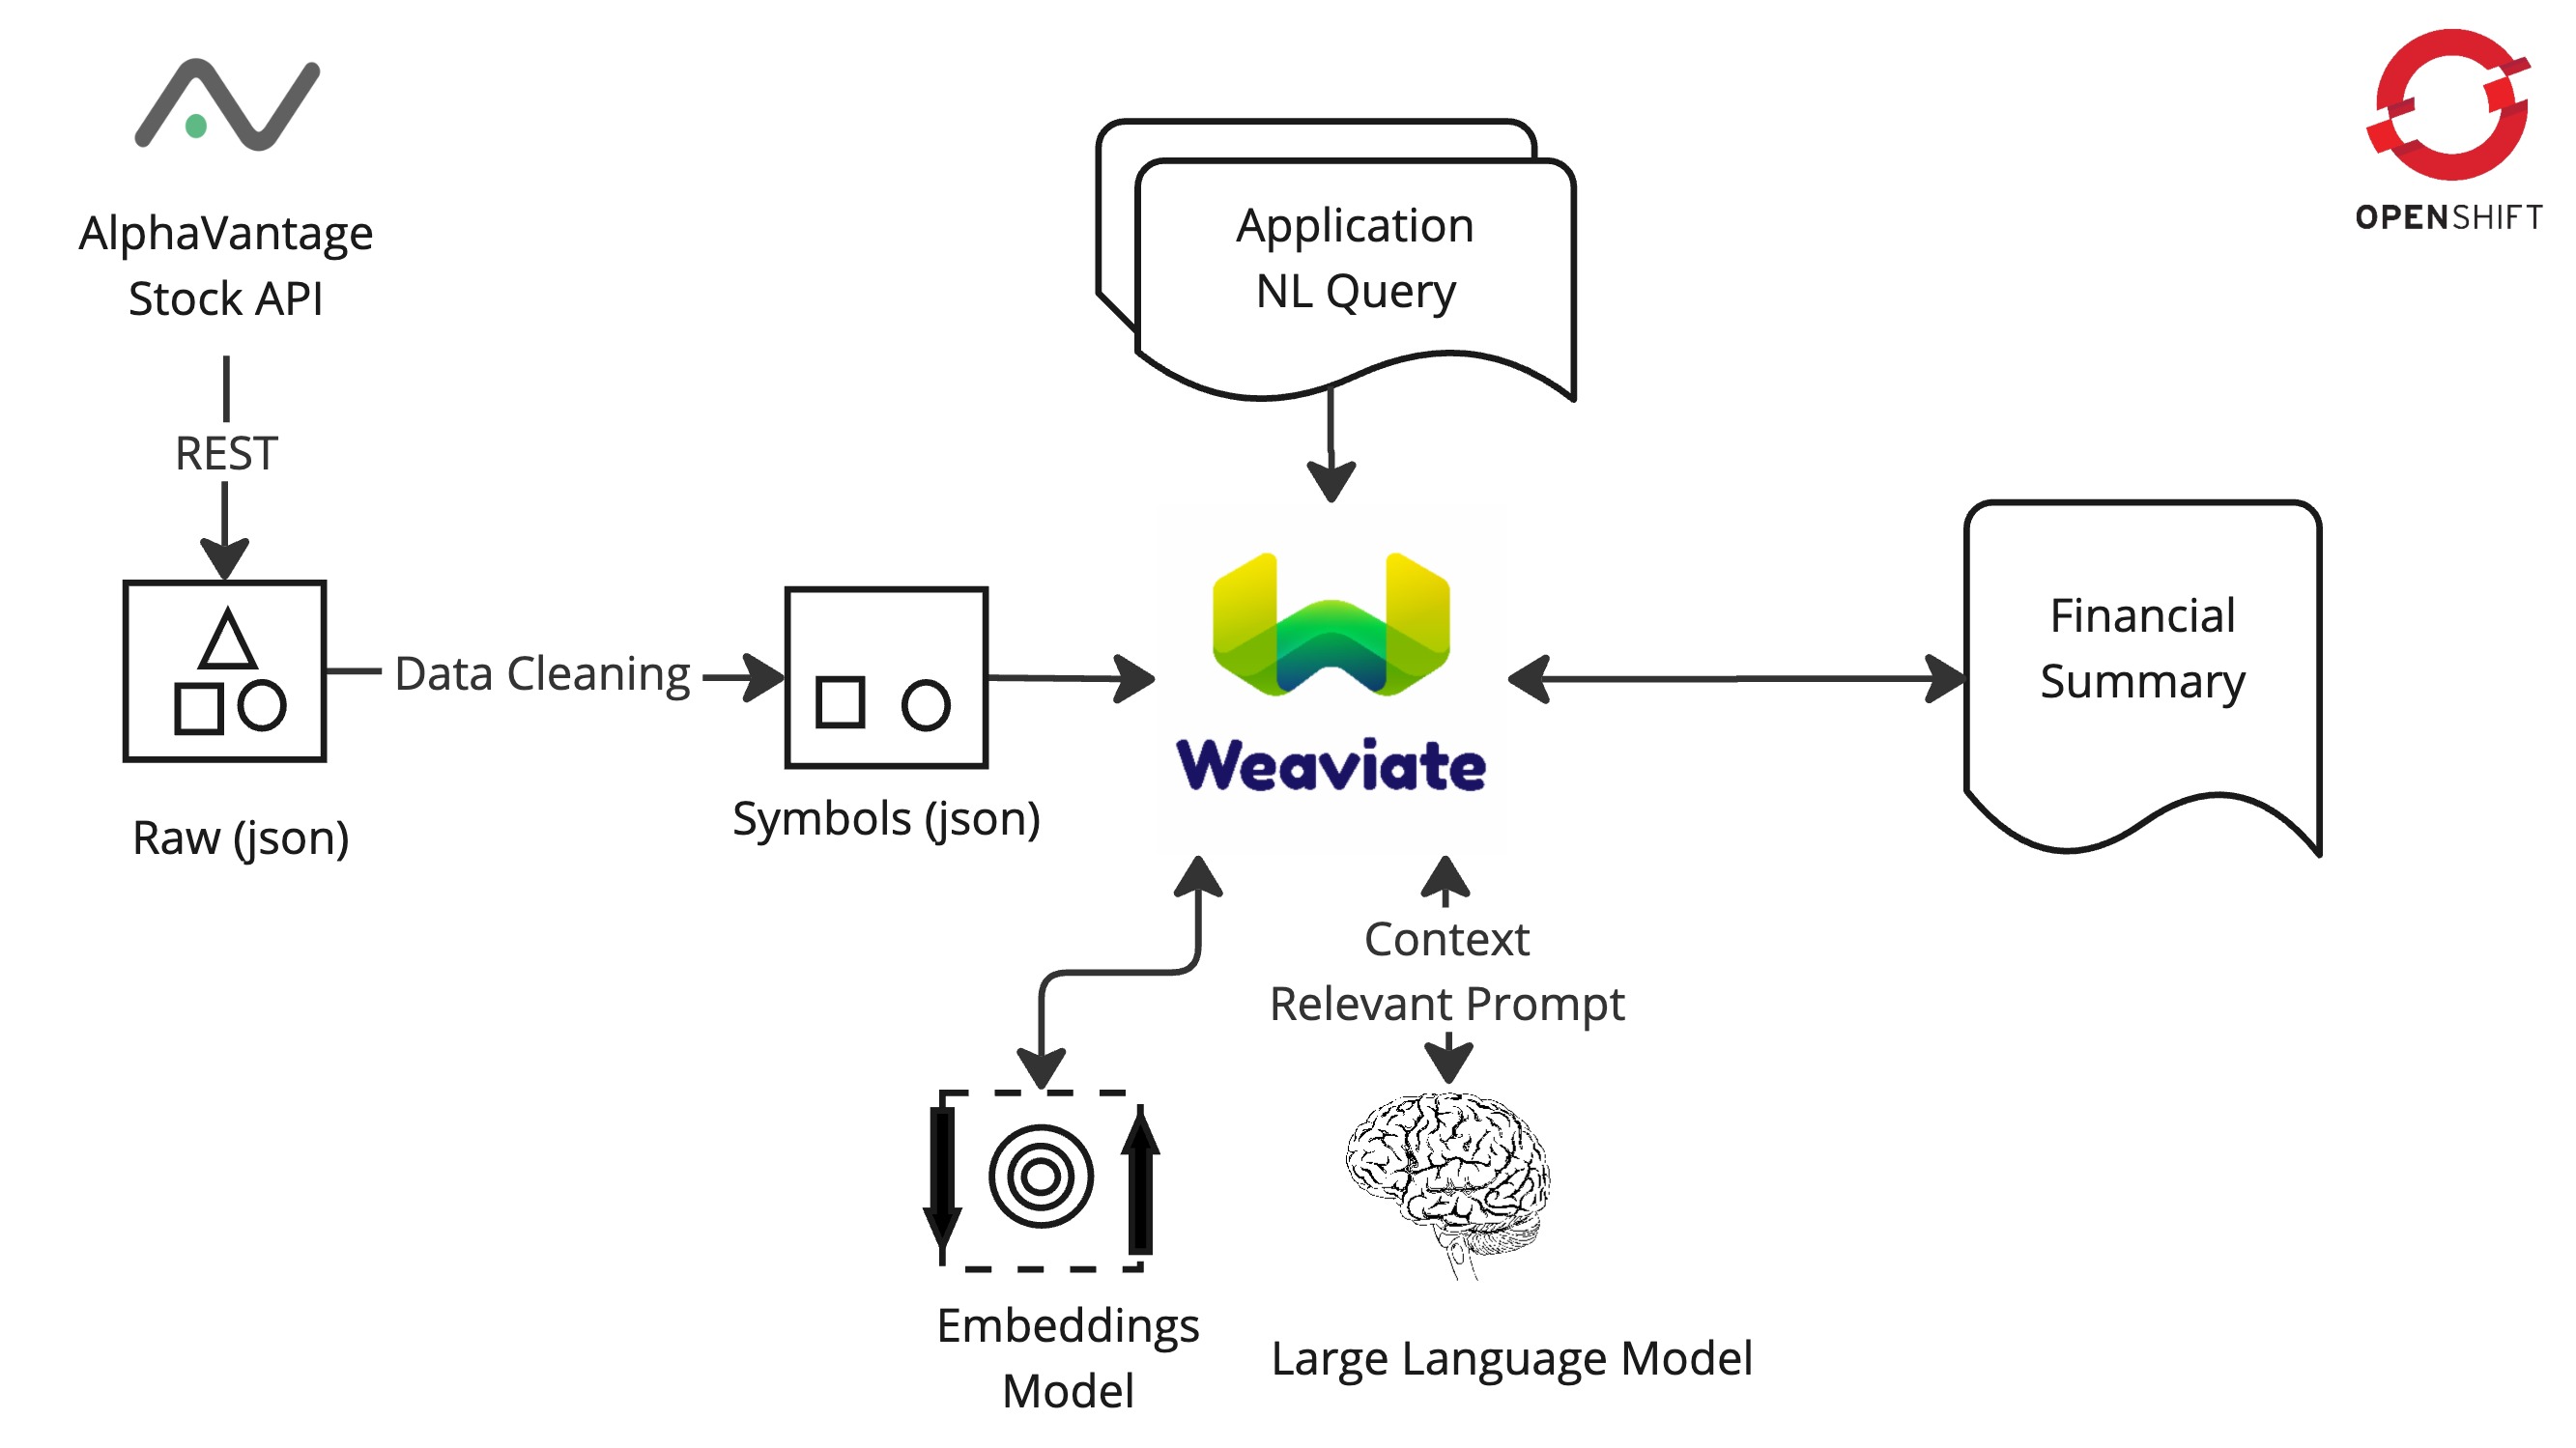 AlphaVantage
Stock API
REST
Raw (json)
Data Cleaning
Symbols (json)
Application
NL Query
Weaviate
Context
Relevant Prompt
Embeddings
Model
Large Language Model
Financial
Summary
OPENSHIFT